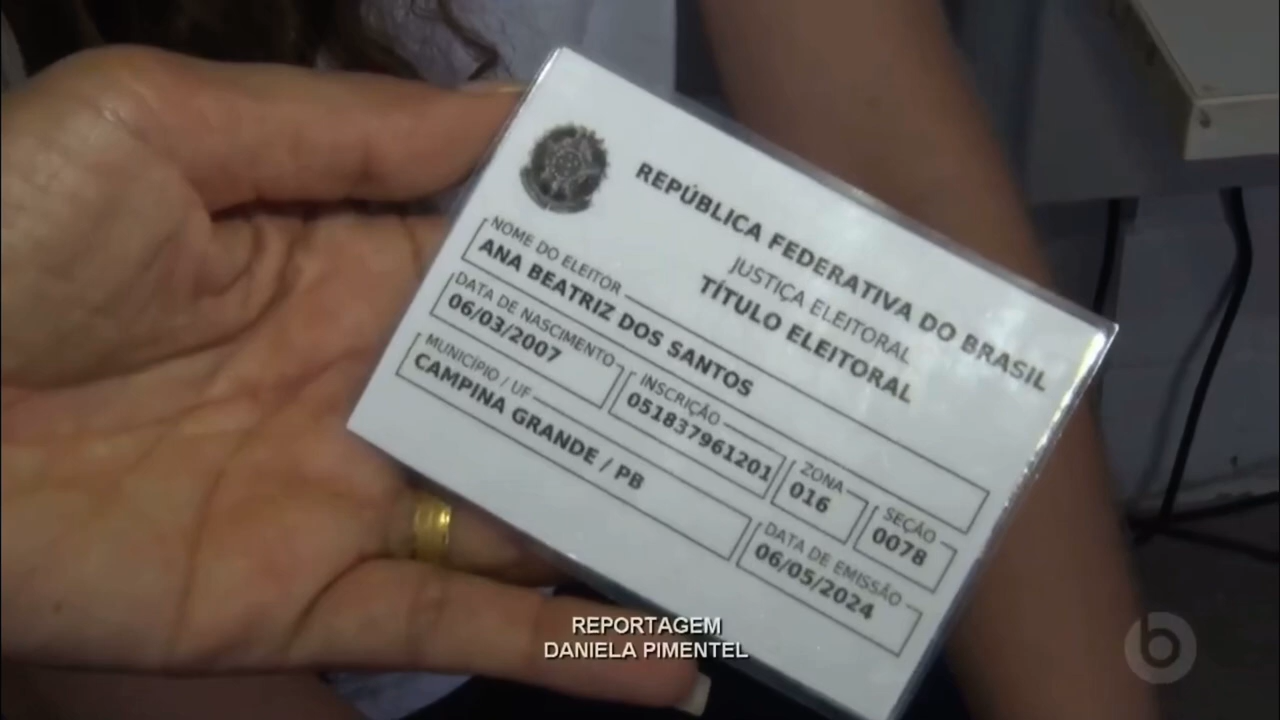 REPÚBLICA FEDERATIVA DO BRASIL
JUSTIÇA ELEITORAL
TÍTULO ELEITORAL
NOME DO ELEITOR
ANA BEATRIZ DOS SANTOS
DATA DE NASCIMENTO
06/03/2007
INSCRIÇÃO
051837961201
ZONA
016
SEÇÃO
0078
MUNICÍPIO / UF
CAMPINA GRANDE / PB
DATA DE EMISSÃO
06/05/2024
REPORTAGEM
DANIELA PIMENTEL
b